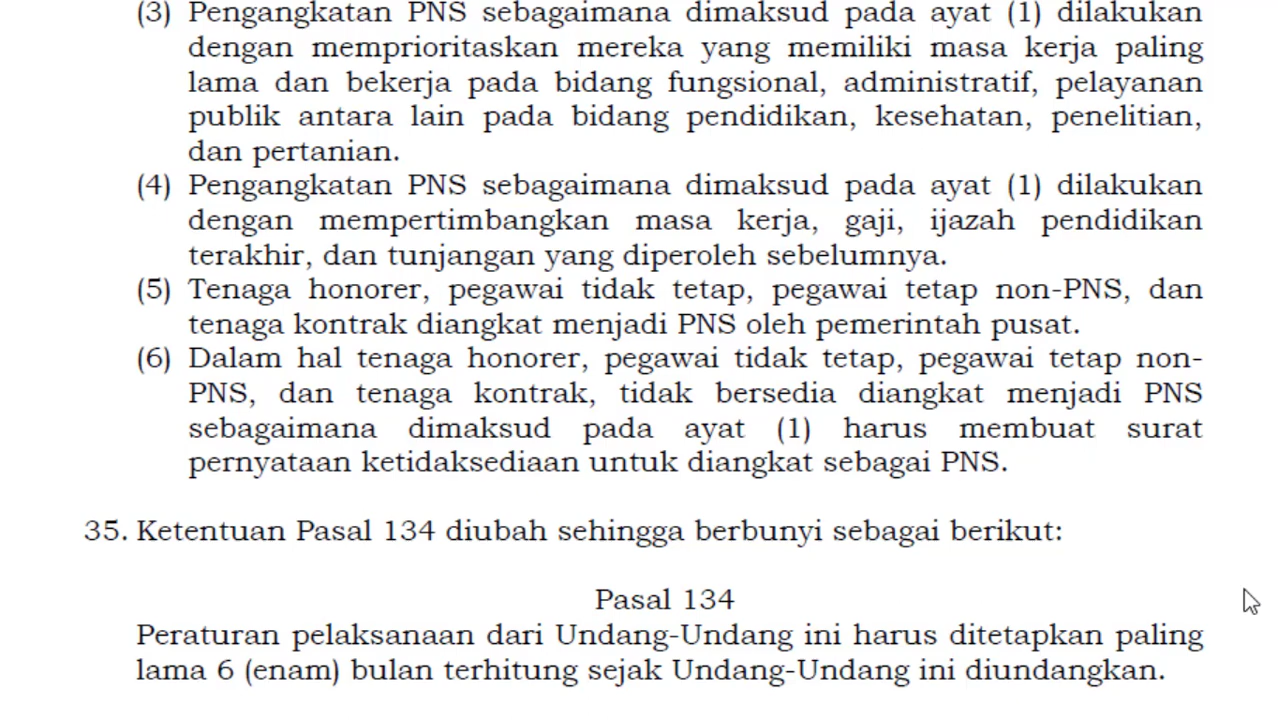 (3) Pengangkatan PNS sebagaimana dimaksud pada ayat (1) dilakukan
dengan memprioritaskan mereka yang memiliki masa kerja paling
lama dan bekerja pada bidang fungsional, administratif, pelayanan
publik antara lain pada bidang pendidikan, kesehatan, penelitian,
dan pertanian.
(4) Pengangkatan PNS sebagaimana dimaksud pada ayat (1) dilakukan
dengan mempertimbangkan masa kerja, gaji, ijazah pendidikan
terakhir, dan tunjangan yang diperoleh sebelumnya.
(5) Tenaga honorer, pegawai tidak tetap, pegawai tetap non-PNS, dan
tenaga kontrak diangkat menjadi PNS oleh pemerintah pusat.
(6) Dalam hal tenaga honorer, pegawai tidak tetap, pegawai tetap non-
PNS, dan tenaga kontrak, tidak bersedia diangkat menjadi PNS
sebagaimana dimaksud pada ayat (1) harus membuat surat
pernyataan ketidaksediaan untuk diangkat sebagai PNS.
35. Ketentuan Pasal 134 diubah sehingga berbunyi sebagai berikut:
Pasal 134
Peraturan pelaksanaan dari Undang-Undang ini harus ditetapkan paling
lama 6 (enam) bulan terhitung sejak Undang-Undang ini diundangkan.